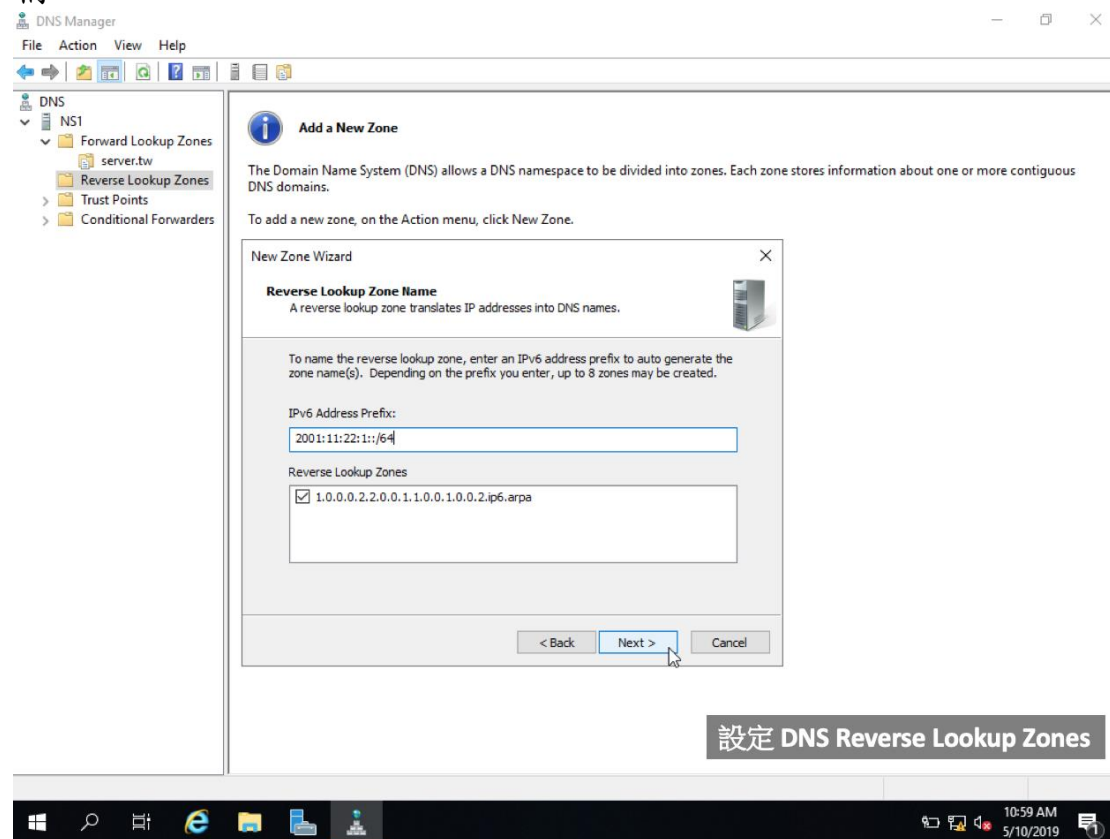 DNS Manager
File Action View Help
DNS
NS1
Forward Lookup Zones
server.tw
Reverse Lookup Zones
Trust Points
Conditional Forwarders
Add a New Zone
The Domain Name System (DNS) allows a DNS namespace to be divided into zones. Each zone stores information about one or more contiguous
DNS domains.
To add a new zone, on the Action menu, click New Zone.
New Zone Wizard
Reverse Lookup Zone Name
A reverse lookup zone translates IP addresses into DNS names.
To name the reverse lookup zone, enter an IPv6 address prefix to auto generate the
zone name(s). Depending on the prefix you enter, up to 8 zones may be created.
IPv6 Address Prefix:
2001:11:22:1::/64
Reverse Lookup Zones
1.0.0.0.2.2.0.0.1.1.0.0.1.0.0.2.ip6.arpa
< Back Next > Cancel
設定 DNS Reverse Lookup Zones
10:59 AM
5/10/2019
1